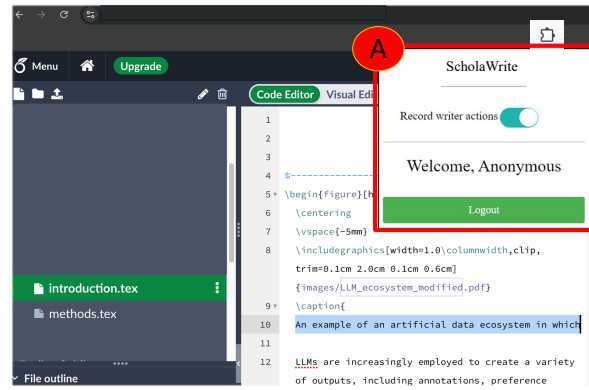 A
ScholaWrite
Record writer actions
Welcome, Anonymous
Logout
Menu
Upgrade
Code Editor Visual Edi
introduction.tex
methods.tex
File outline
1
2
3
4 %--------------
5 \begin{figure}[h
6 \centering
7 \vspace{-5mm}
8 \includegraphics[width=1.0\columnwidth,clip,
trim=0.1cm 2.0cm 0.1cm 0.6cm]
{images/LLM_ecosystem_modified.pdf}
9 \caption{
10 An example of an artificial data ecosystem in which
11
12 LLMs are increasingly employed to create a variety
of outputs, including annotations, preference